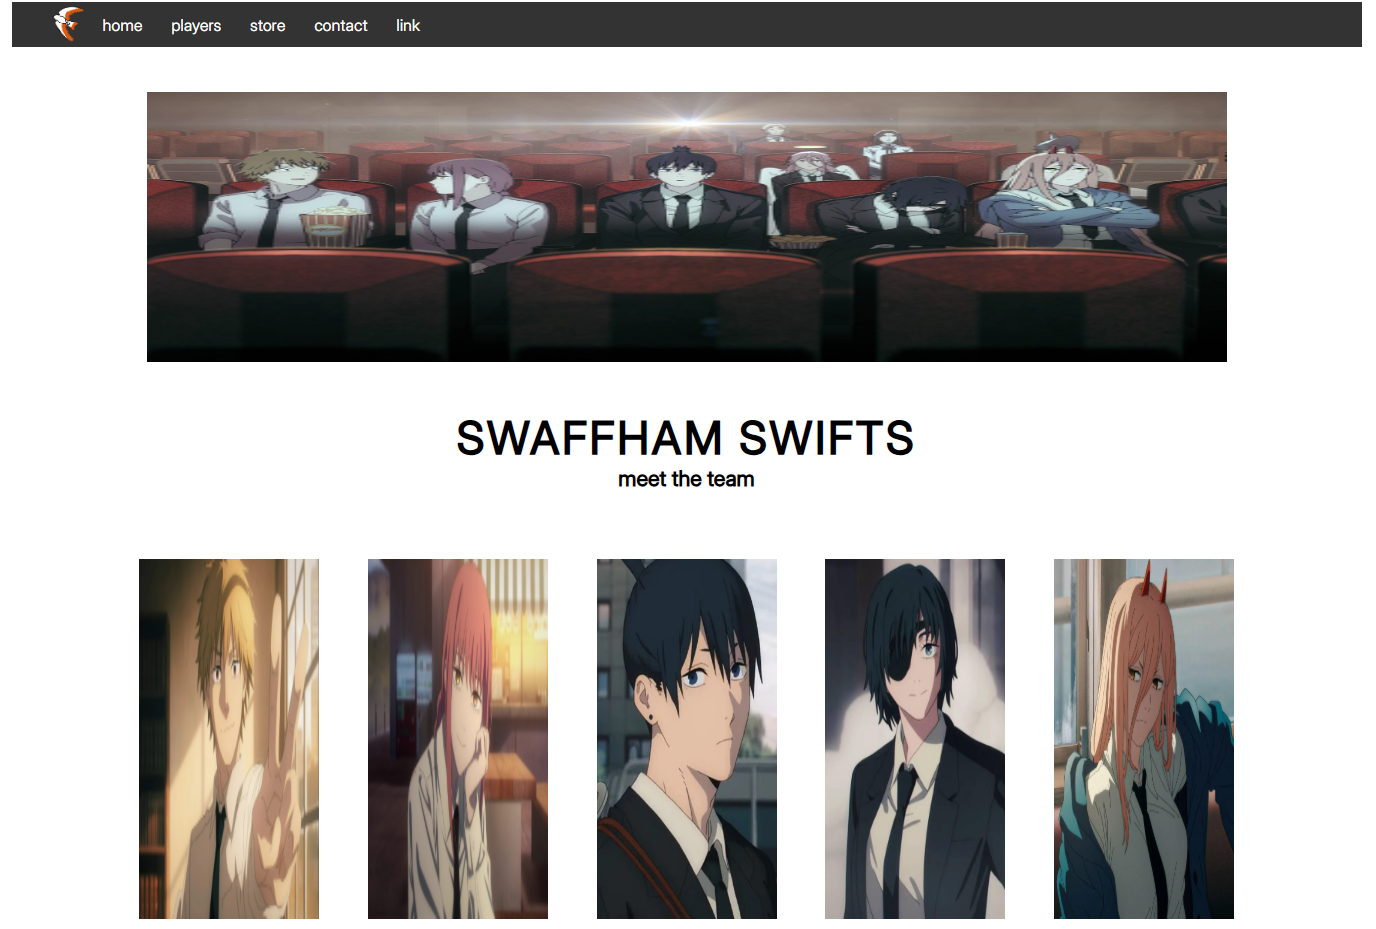 home players store contact link
SWAFFHAM SWIFTS
meet the team